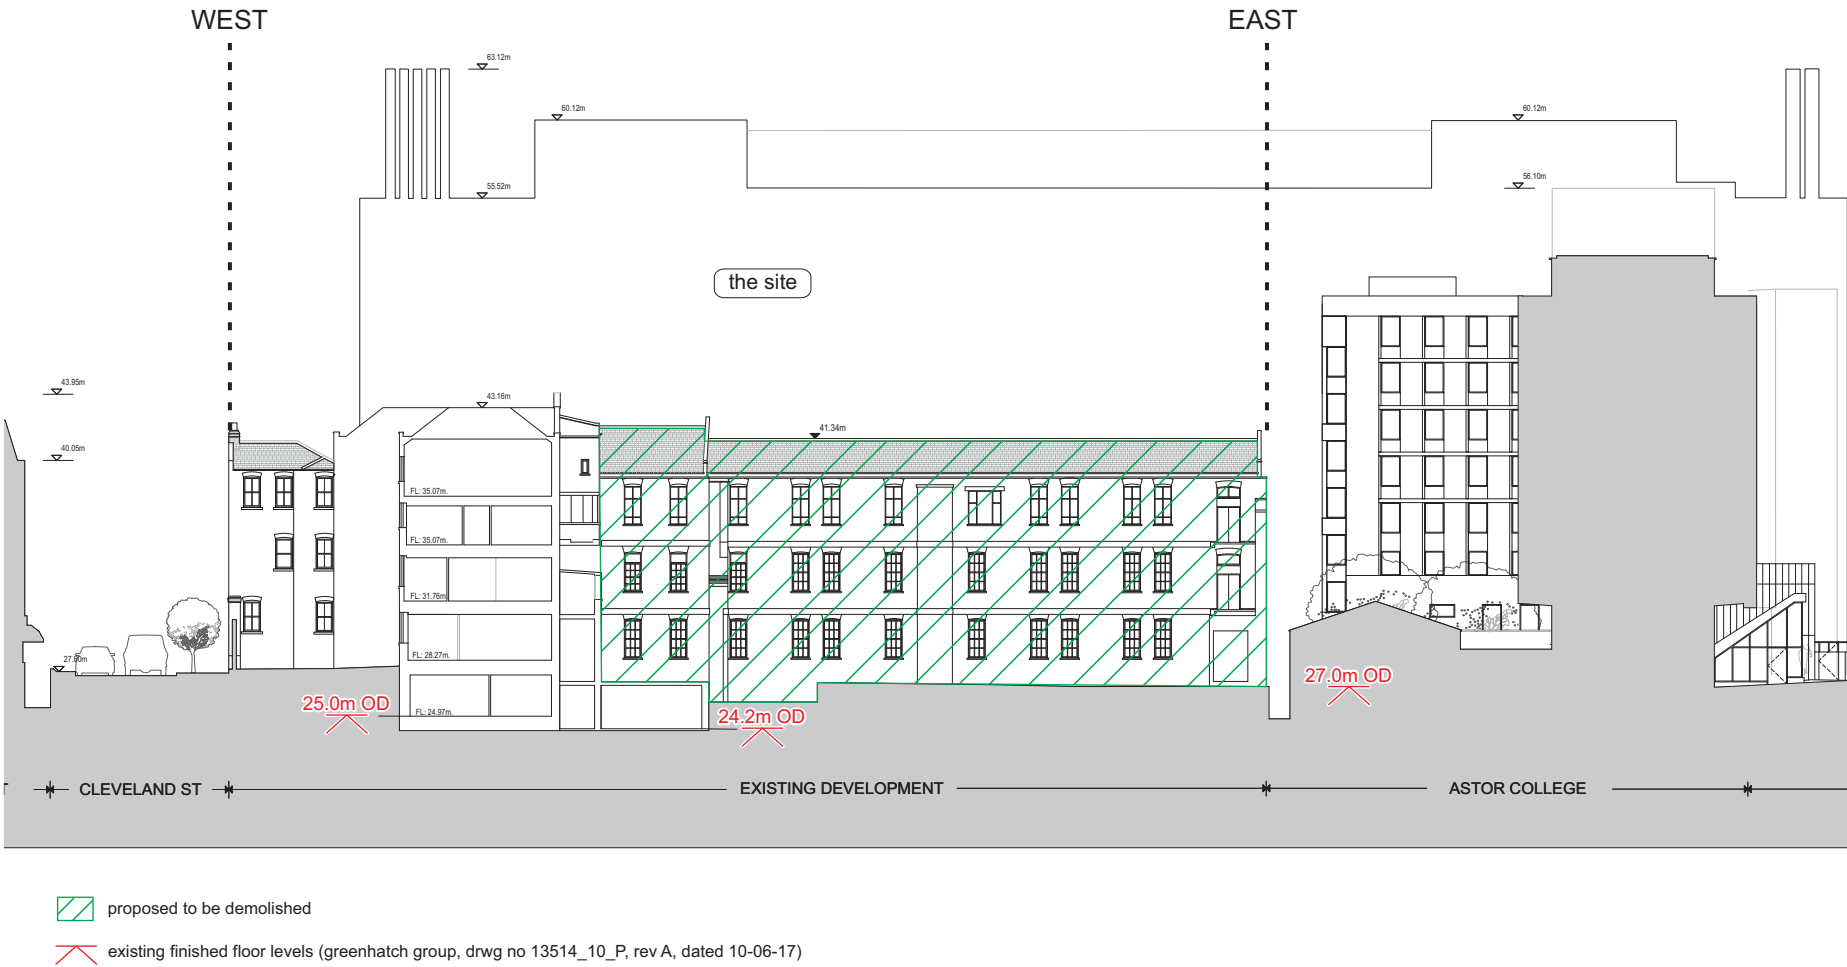 WEST
EAST
63.12m
60.12m
60.12m
55.52m
56.10m
the site
43.95m
43.16m
41.34m
40.05m
FL: 35.07m.
FL: 35.07m.
FL: 31.76m
FL: 28.27m.
27.60m
FL: 24.97m.
25.0m OD
24.2m OD
27.0m OD
CLEVELAND ST
EXISTING DEVELOPMENT
ASTOR COLLEGE
proposed to be demolished
existing finished floor levels (greenhatch group, drwg no 13514_10_P, rev A, dated 10-06-17)